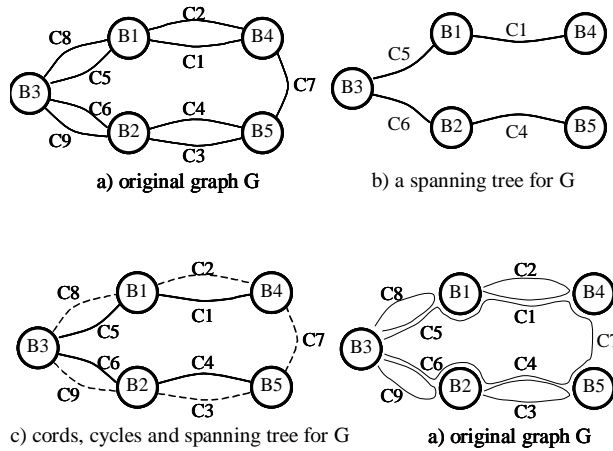 C2
C8 B1 B4
C1
C5
B3 C7
C6 C4
C9 B2 B5
C3
a) original graph G
B1 C1 B4
C5
B3
C6
B2 C4 B5
b) a spanning tree for G
C2
C8 B1 B4
C5 C1
B3 C7
C6 C4
C9 B2 B5
C3
c) cords, cycles and spanning tree for G
C2
C8 B1 B4
C5 C1
B3 C7
C6 C4
C9 B2 B5
C3
a) original graph G